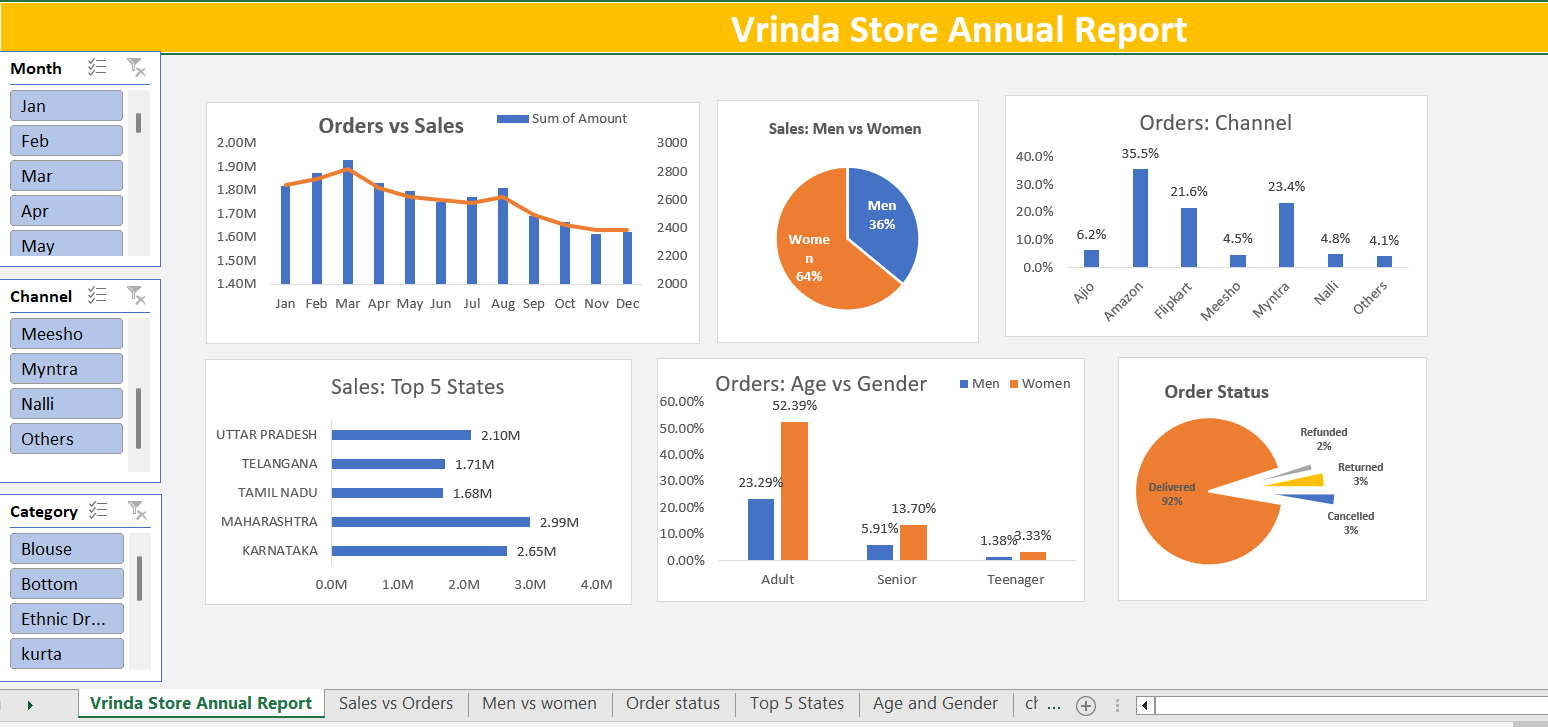 Vrinda Store Annual Report
Month
Jan
Feb
Mar
Apr
May
Channel
Meesho
Myntra
Nalli
Others
Category
Blouse
Bottom
Ethnic Dr...
kurta
Orders vs Sales
Sum of Amount
2.00M
1.90M
1.80M
1.70M
1.60M
1.50M
1.40M
3000
2800
2600
2400
2200
2000
Jan Feb Mar Apr May Jun Jul Aug Sep Oct Nov Dec
Sales: Men vs Women
Men
36%
Wome
n
64%
Orders: Channel
40.0%
30.0%
20.0%
10.0%
0.0%
6.2%
35.5%
21.6%
4.5%
23.4%
4.8%
4.1%
Ajio
Amazon
Flipkart
Meesho
Myntra
Nalli
Others
Sales: Top 5 States
UTTAR PRADESH 2.10M
TELANGANA 1.71M
TAMIL NADU 1.68M
MAHARASHTRA 2.99M
KARNATAKA 2.65M
0.0M 1.0M 2.0M 3.0M 4.0M
Orders: Age vs Gender
Men Women
60.00%
50.00%
40.00%
30.00%
20.00%
10.00%
0.00%
23.29%
52.39%
5.91%
13.70%
1.38%
3.33%
Adult Senior Teenager
Order Status
Delivered
92%
Refunded
2%
Returned
3%
Cancelled
3%
Vrinda Store Annual Report Sales vs Orders Men vs women Order status Top 5 States Age and Gender ch ...